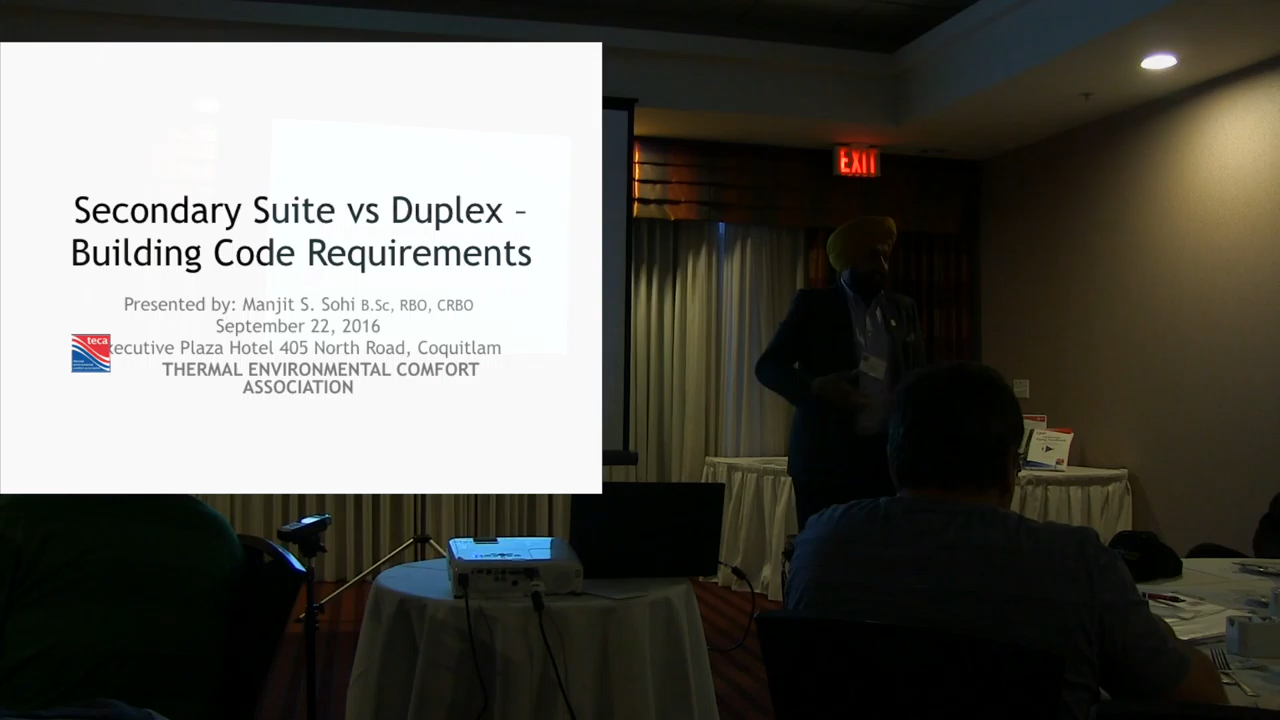 Secondary Suite vs Duplex –
Building Code Requirements
Presented by: Manjit S. Sohi B.Sc, RBO, CRBO
September 22, 2016
xecutive Plaza Hotel 405 North Road, Coquitlam
THERMAL ENVIRONMENTAL COMFORT
ASSOCIATION
teca
EXIT